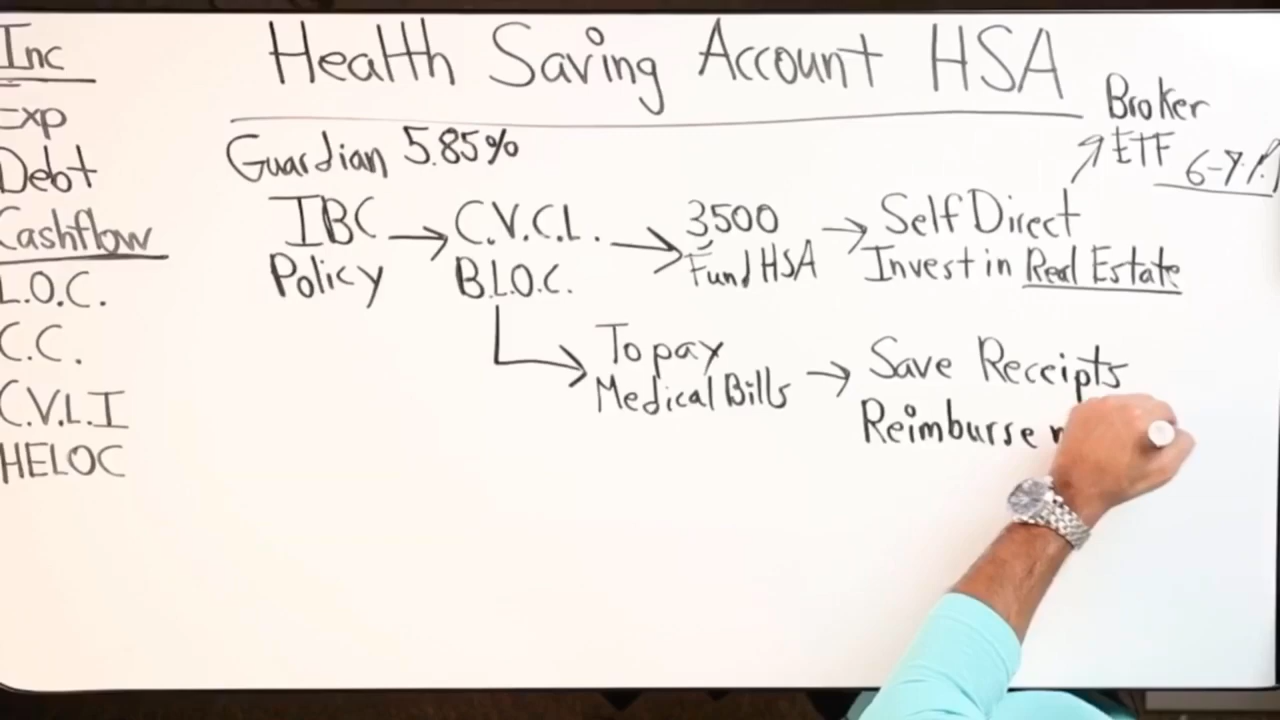 Inc
Exp
Debt
Cashflow
L.O.C.
C.C.
C.V.L.I
HELOC
Health Saving Account HSA
Guardian 5.85%
IBC
Policy
C.V.C.L.
B.L.O.C.
3500
Fund HSA
Self Direct
Invest in Real Estate
Broker
ETF
To pay
Medical Bills
Save Receipts
Reimburse